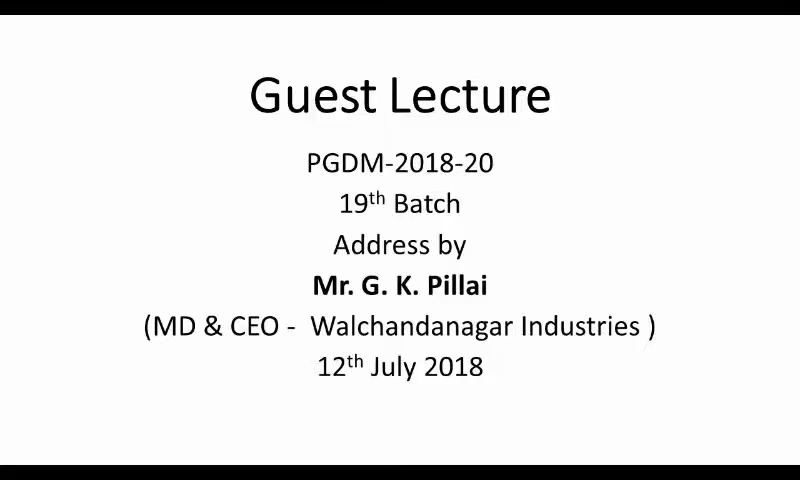 Guest Lecture
PGDM-2018-20
19th Batch
Address by
Mr. G. K. Pillai
(MD & CEO - Walchandanagar Industries )
12th July 2018